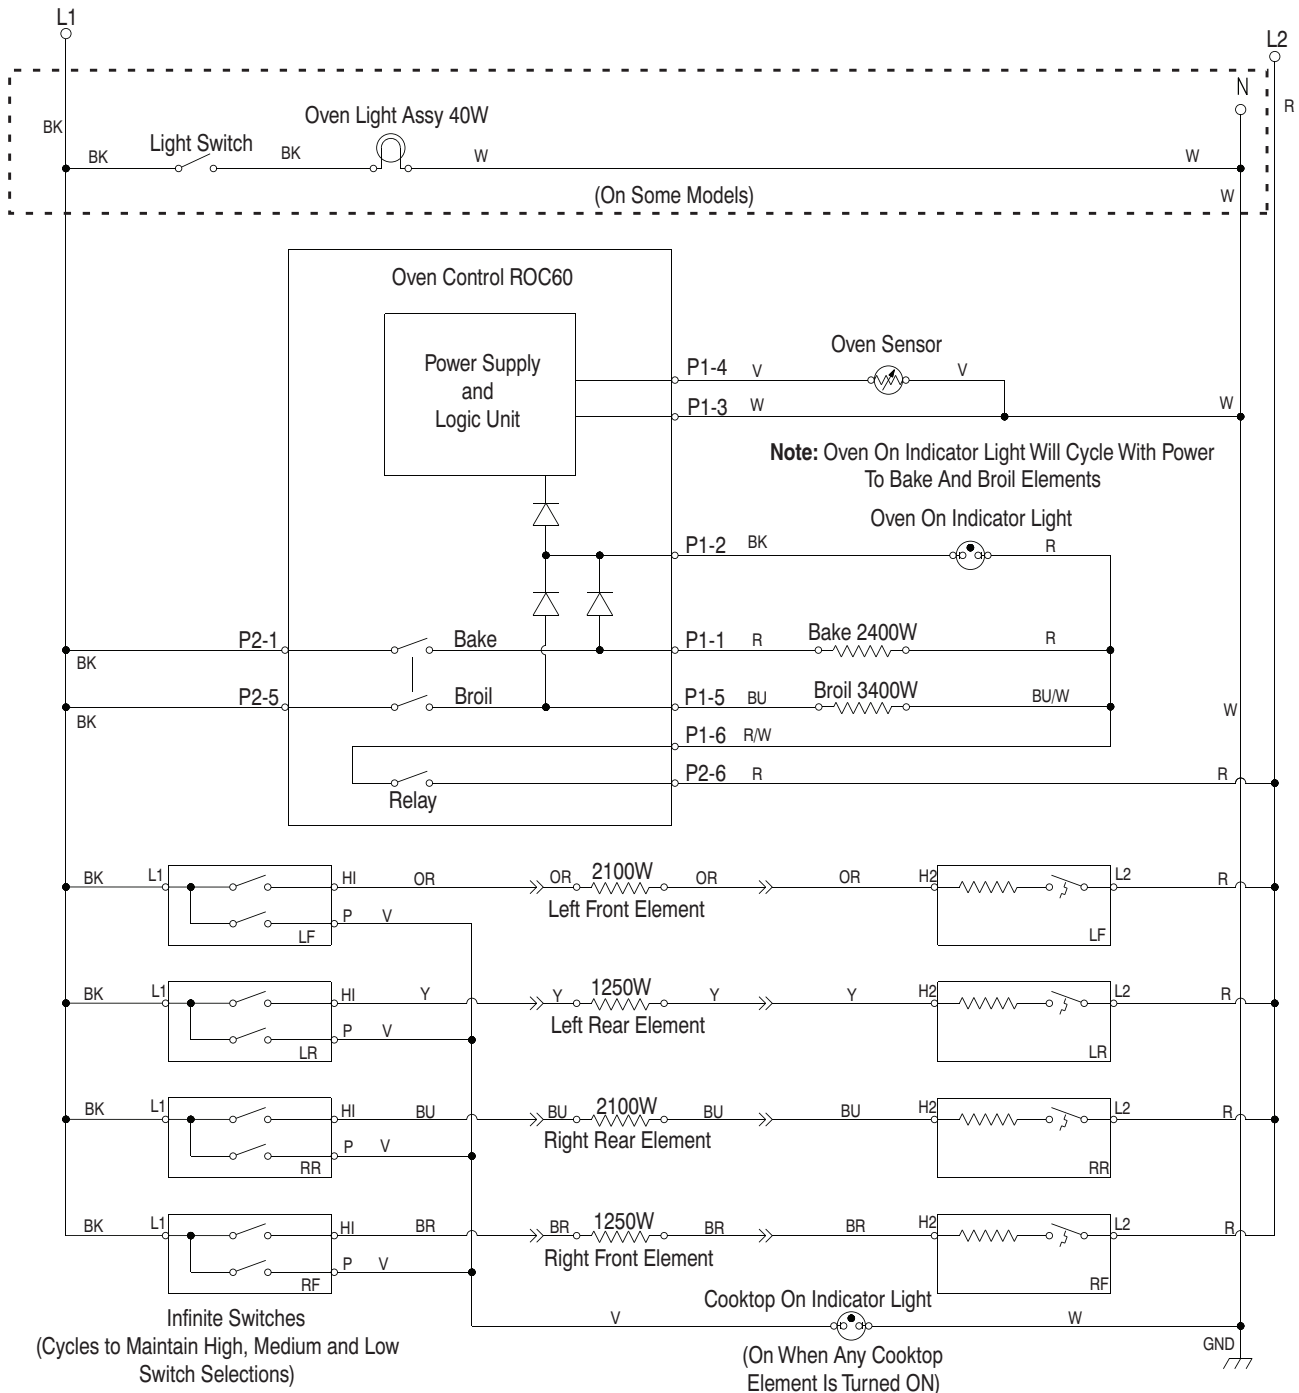 L1
L2
N
R
BK
Oven Light Assy 40W
Light Switch
BK
BK
W
W
(On Some Models)
W
Oven Control ROC60
Power Supply
and
Logic Unit
Oven Sensor
P1-4
V
V
P1-3
W
W
Note: Oven On Indicator Light Will Cycle With Power
To Bake And Broil Elements
Oven On Indicator Light
P1-2
BK
R
P2-1
BK
Bake
P1-1
R
Bake 2400W
R
P2-5
BK
Broil
P1-5
BU
Broil 3400W
BU/W
W
P1-6
R/W
P2-6
R
R
Relay
BK
L1
HI
OR
OR
2100W
OR
OR
H2
L2
R
Left Front Element
P
V
LF
LF
BK
L1
HI
Y
Y
1250W
Y
Y
H2
L2
R
Left Rear Element
P
V
LR
LR
BK
L1
HI
BU
BU
2100W
BU
BU
H2
L2
R
Right Rear Element
P
V
RR
RR
BK
L1
HI
BR
BR
1250W
BR
BR
H2
L2
R
Right Front Element
P
V
RF
RF
Infinite Switches
(Cycles to Maintain High, Medium and Low
Switch Selections)
Cooktop On Indicator Light
V
W
(On When Any Cooktop
Element Is Turned ON)
GND